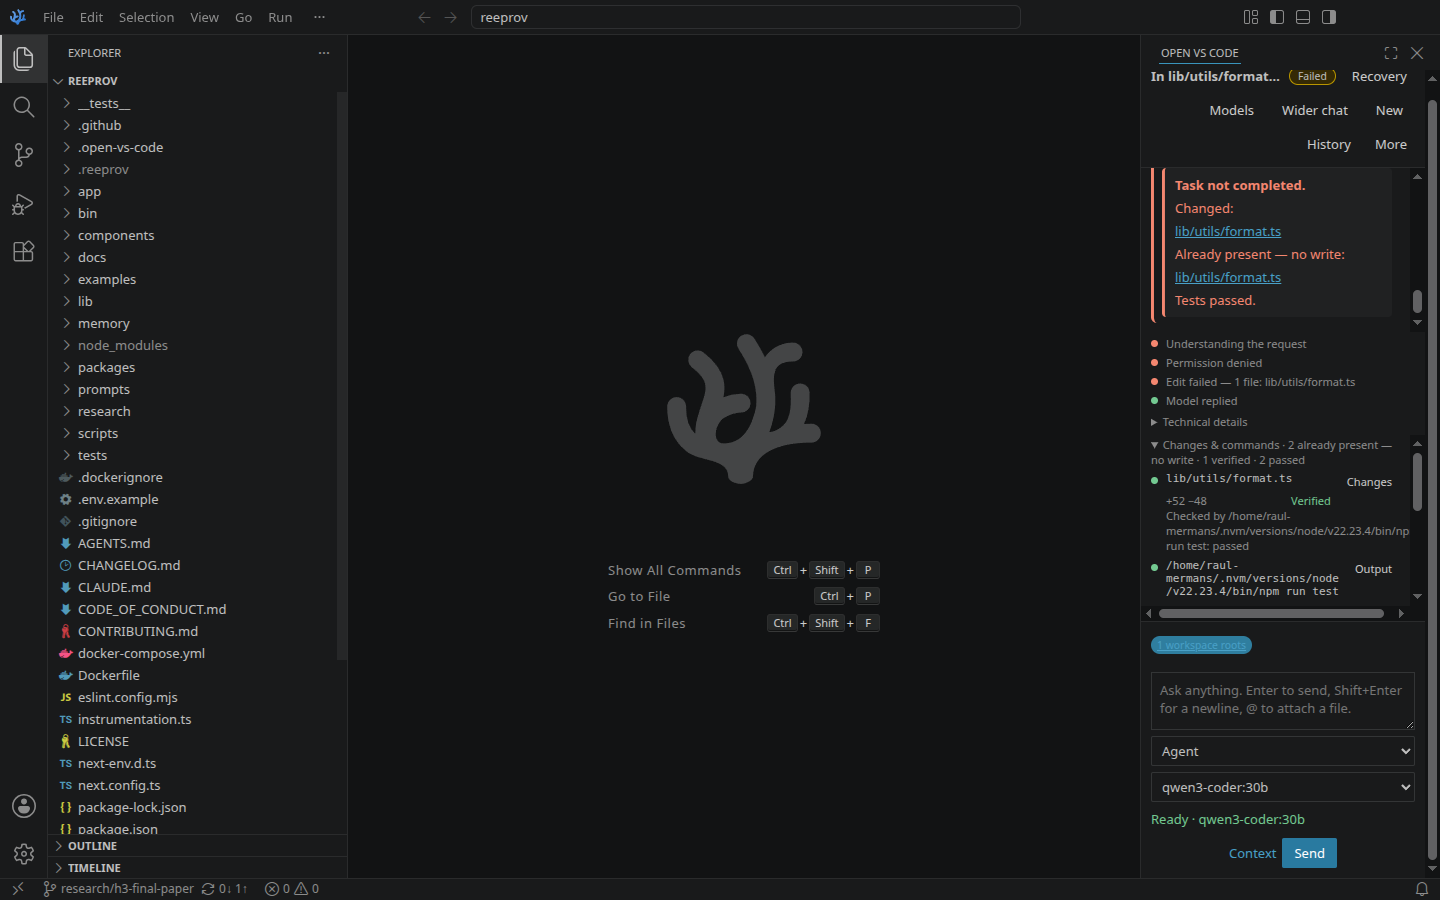 File Edit Selection View Go Run ···
reeprov
EXPLORER
REEPROV
__tests__
.github
.open-vs-code
.reeprov
app
bin
components
docs
examples
lib
memory
node_modules
packages
prompts
research
scripts
tests
.dockerignore
.env.example
.gitignore
AGENTS.md
CHANGELOG.md
CLAUDE.md
CODE_OF_CONDUCT.md
CONTRIBUTING.md
docker-compose.yml
Dockerfile
JS eslint.config.mjs
TS instrumentation.ts
LICENSE
TS next-env.d.ts
TS next.config.ts
{ } package-lock.json
{ } package.json
OUTLINE
TIMELINE
Show All Commands Ctrl + Shift + P
Go to File Ctrl + P
Find in Files Ctrl + Shift + F
OPEN VS CODE
In lib/utils/format... Failed Recovery
Models Wider chat New
History More
Task not completed.
Changed:
lib/utils/format.ts
Already present — no write:
lib/utils/format.ts
Tests passed.
Understanding the request
Permission denied
Edit failed — 1 file: lib/utils/format.ts
Model replied
Technical details
Changes & commands · 2 already present —
no write · 1 verified · 2 passed
lib/utils/format.ts Changes
+52 −48 Verified
Checked by /home/raul-
mermans/.nvm/versions/node/v22.23.4/bin/np
run test: passed
/home/raul- Output
mermans/.nvm/versions/node
/v22.23.4/bin/npm run test
1 workspace roots
Ask anything. Enter to send, Shift+Enter
for a newline, @ to attach a file.
Agent
qwen3-coder:30b
Ready · qwen3-coder:30b
Context Send
research/h3-final-paper 0↓ 1↑ 0 0